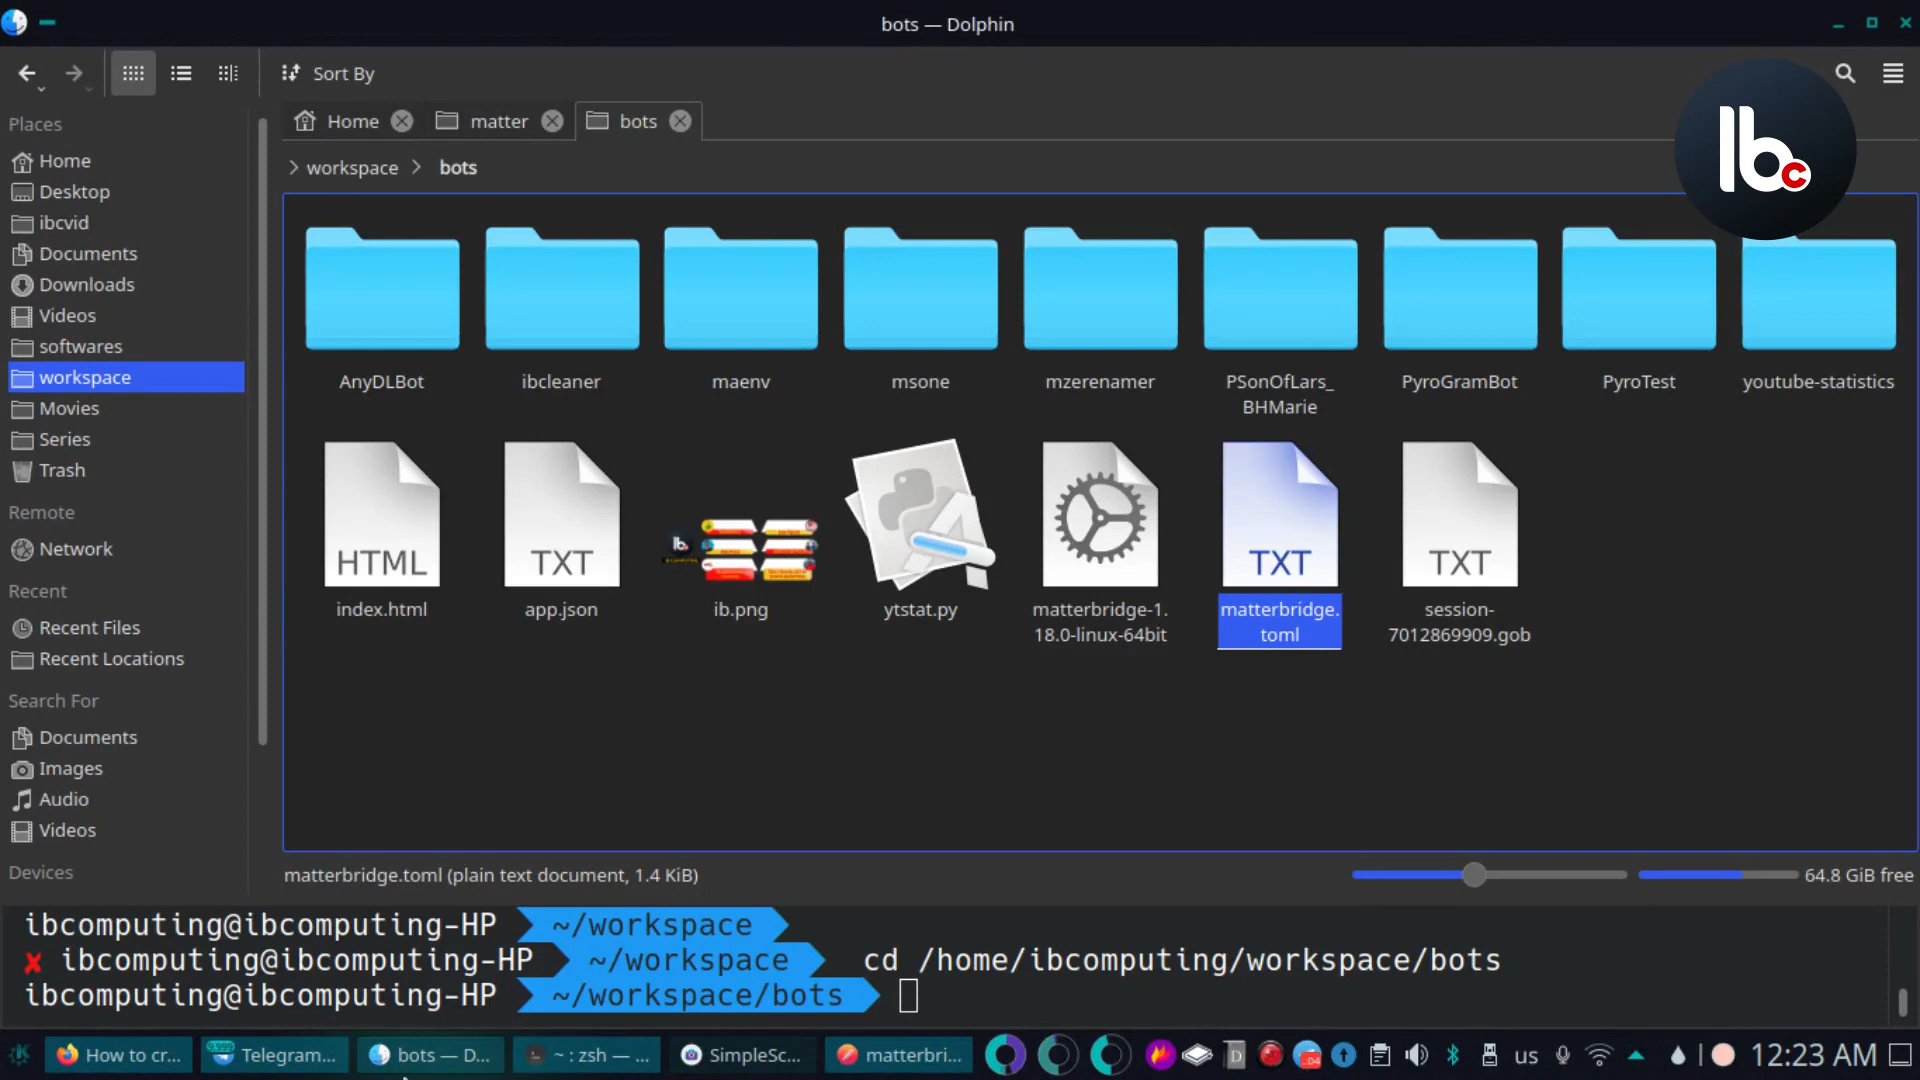 bots — Dolphin
Sort By
lbc
Places
Home
Desktop
ibcvid
Documents
Downloads
Videos
softwares
workspace
Movies
Series
Trash
Remote
Network
Recent
Recent Files
Recent Locations
Search For
Documents
Images
Audio
Videos
Devices
Home
matter
bots
> workspace > bots
AnyDLBot
ibcleaner
maenv
msone
mzerenamer
PSonOfLars_
BHMarie
PyroGramBot
PyroTest
youtube-statistics
HTML
index.html
TXT
app.json
ib.png
ytstat.py
matterbridge-1.
18.0-linux-64bit
TXT
matterbridge.
toml
TXT
session-
7012869909.gob
matterbridge.toml (plain text document, 1.4 KiB)
64.8 GiB free
ibcomputing@ibcomputing-HP ~/workspace
✘ ibcomputing@ibcomputing-HP ~/workspace cd /home/ibcomputing/workspace/bots
ibcomputing@ibcomputing-HP ~/workspace/bots
How to cr...
9,999
Telegram...
bots — D...
~ : zsh — ...
SimpleSc...
matterbri...
D
04
us
12:23 AM